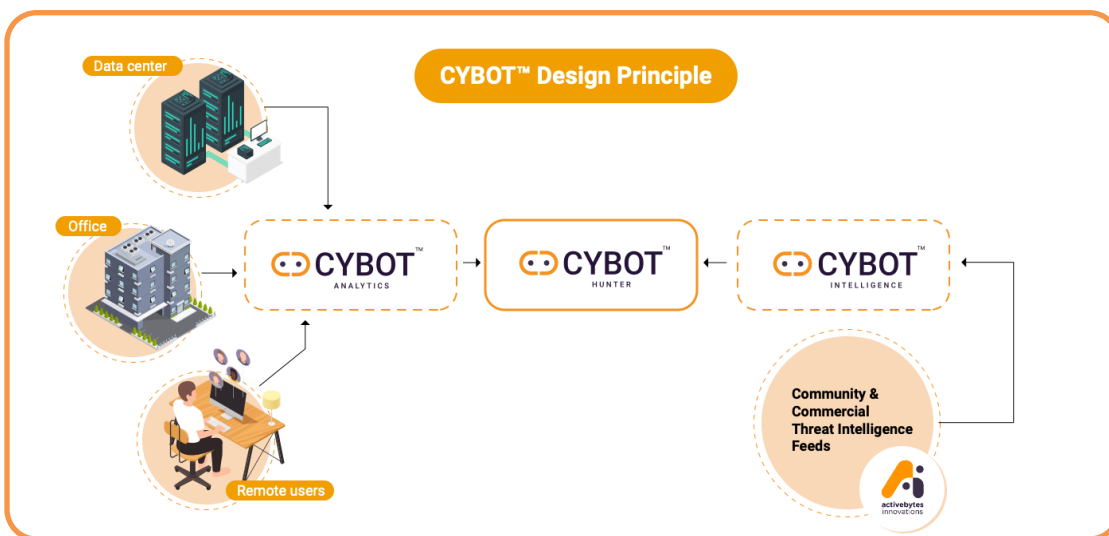 CYBOT™ Design Principle
Data center
Office
Remote users
CYBOT™
ANALYTICS
CYBOT™
HUNTER
CYBOT™
INTELLIGENCE
Community &
Commercial
Threat Intelligence
Feeds
activebytes
innovations